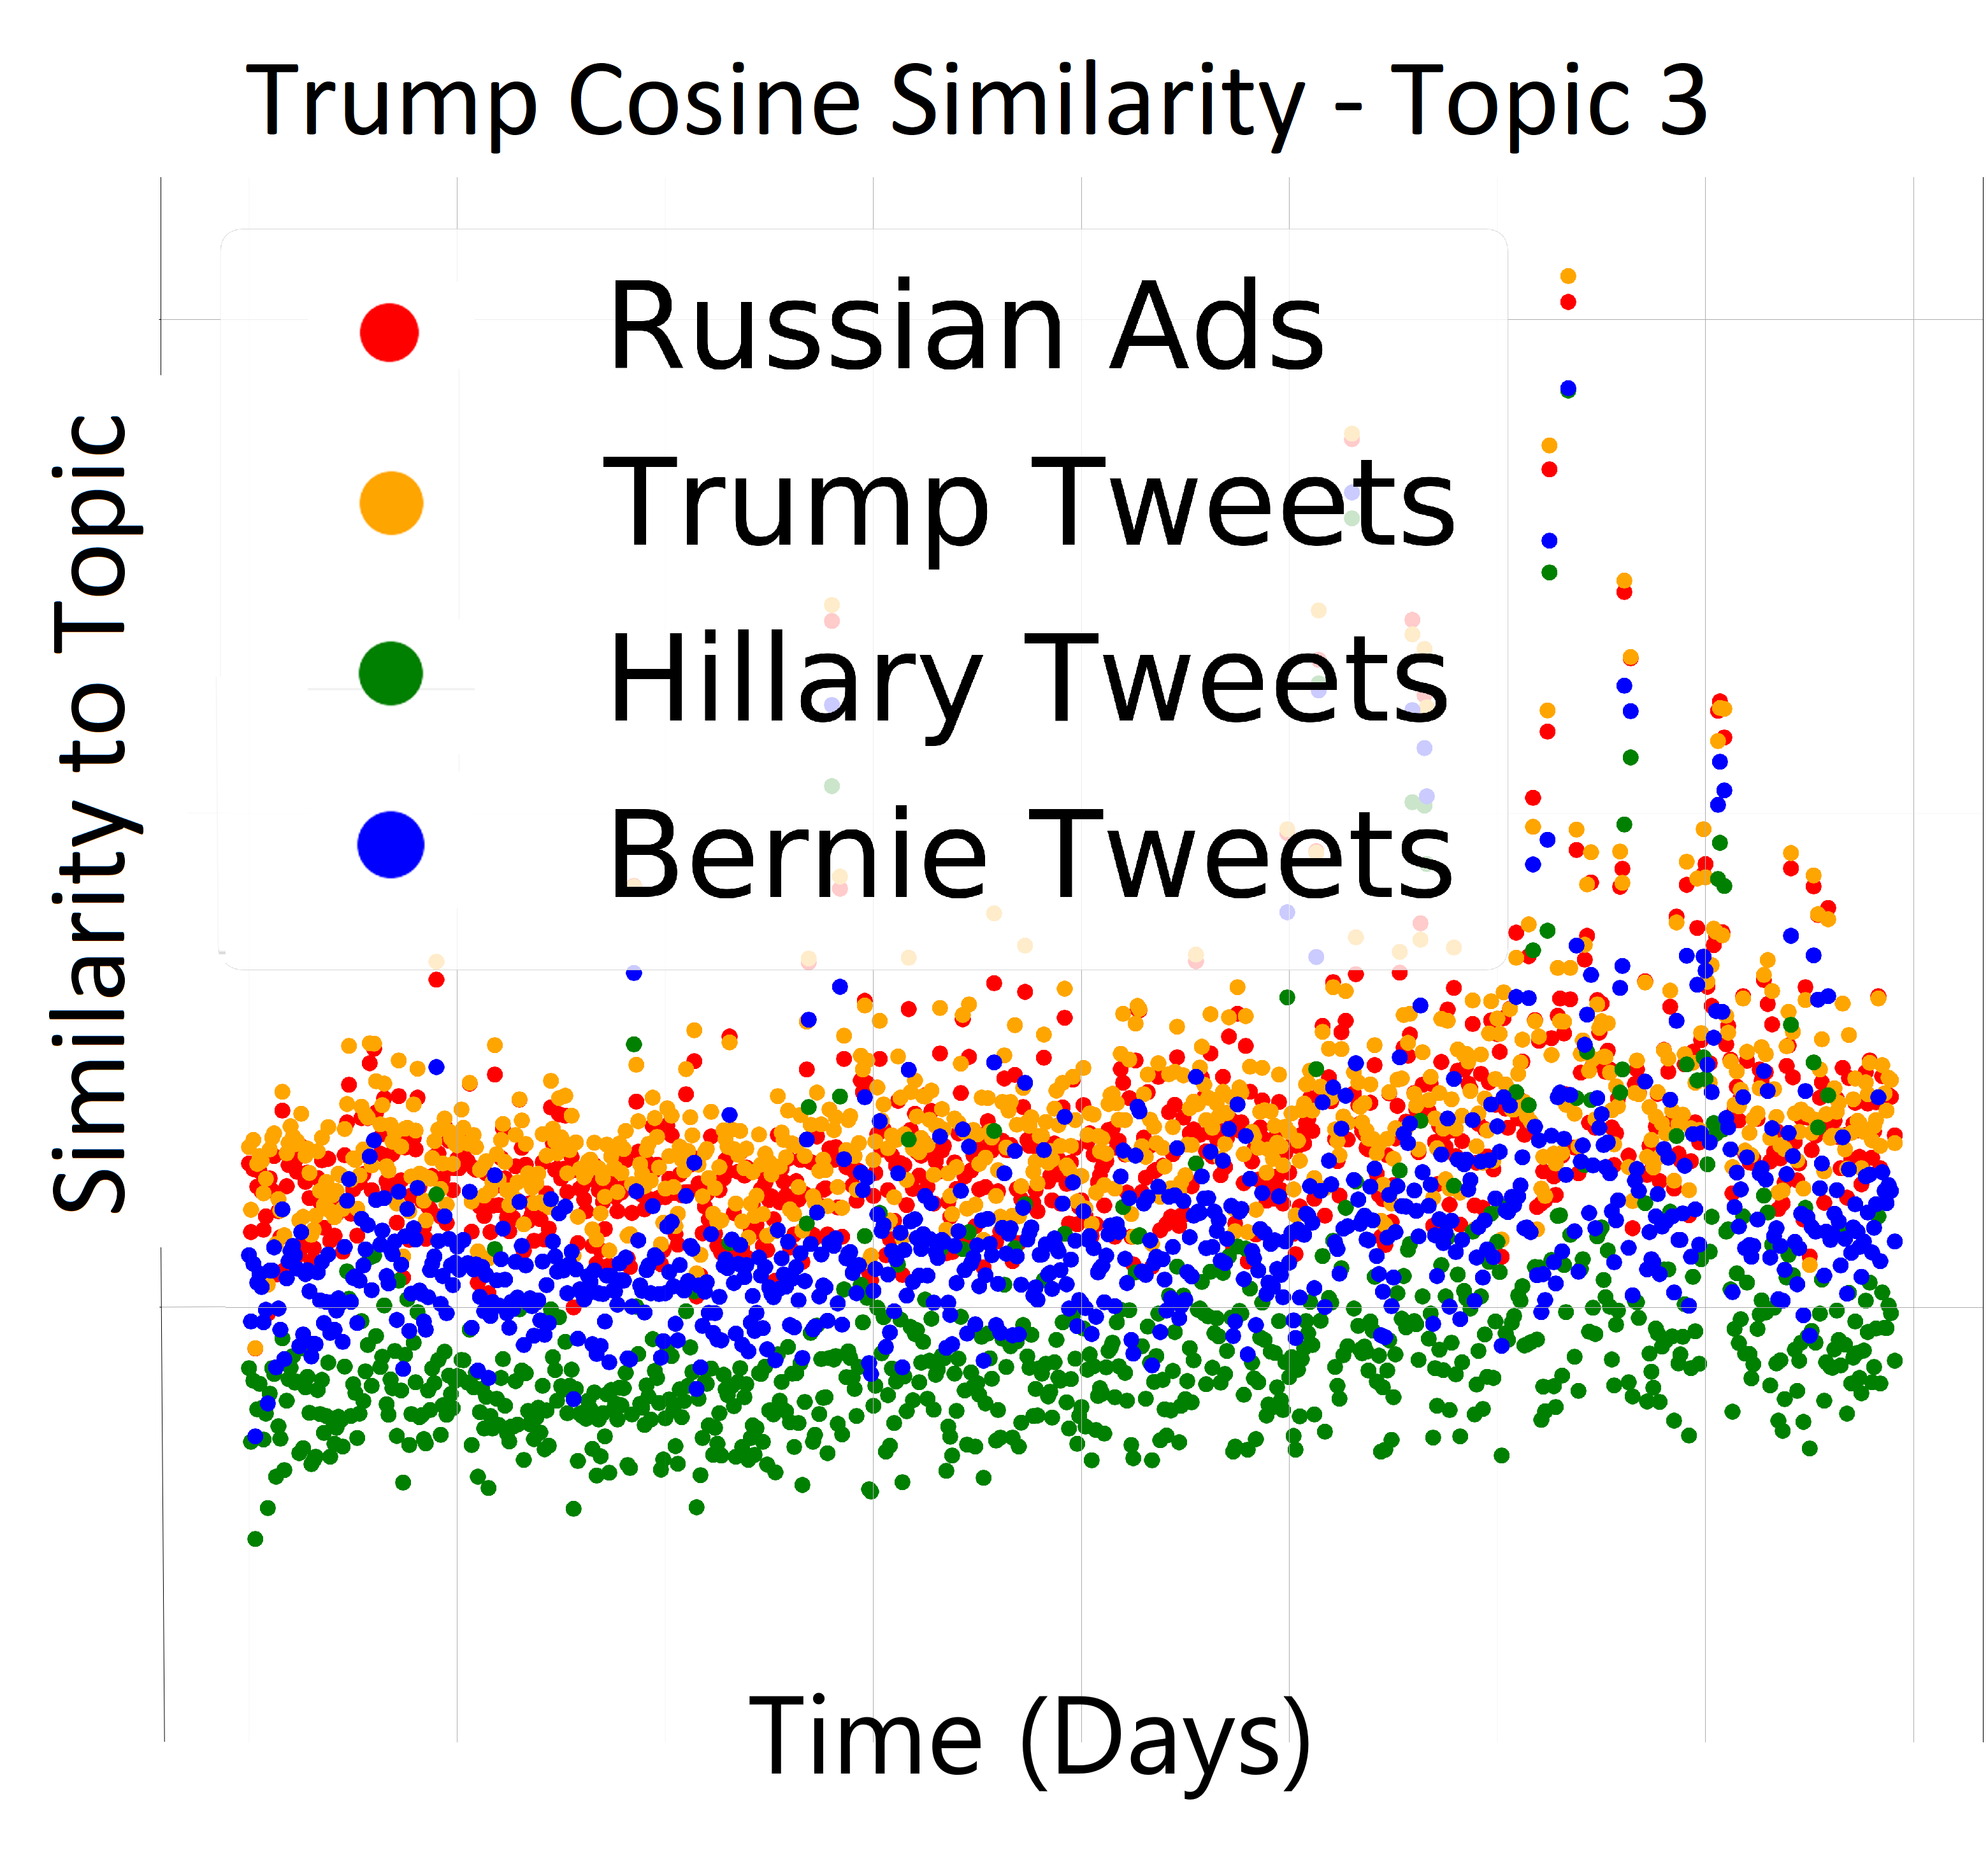 Trump Cosine Similarity - Topic 3
Similarity to Topic
Russian Ads
Trump Tweets
Hillary Tweets
Bernie Tweets
Time (Days)